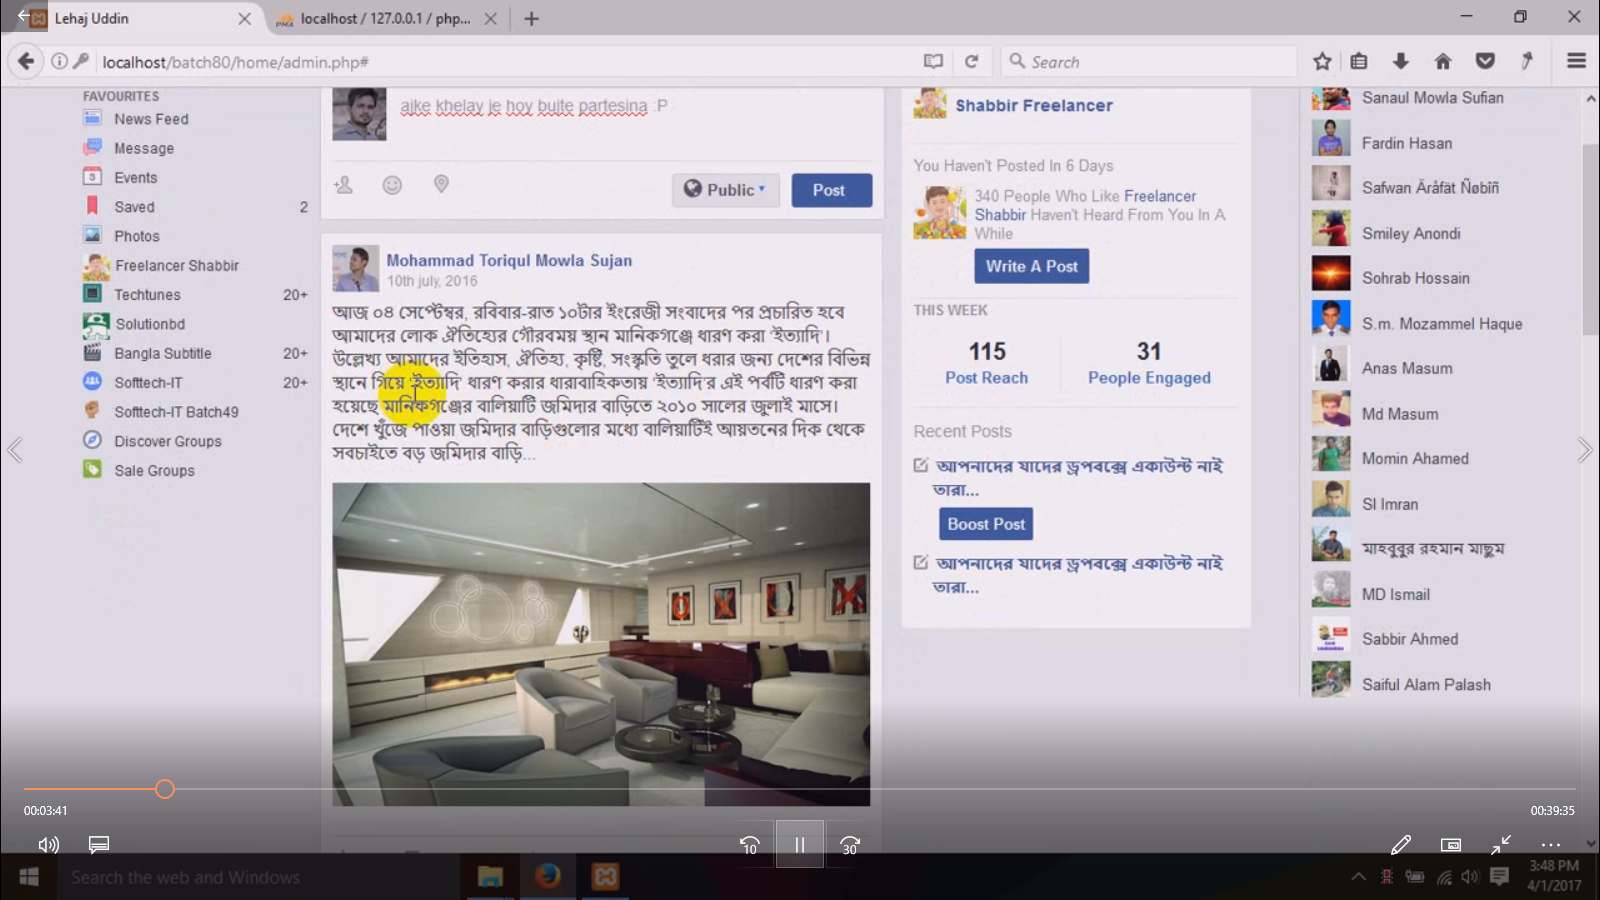 Lehaj Uddin
localhost / 127.0.0.1 / php...
localhost/batch80/home/admin.php#
Search
FAVOURITES
News Feed
Message
Events
Saved 2
Photos
Freelancer Shabbir
Techtunes 20+
Solutionbd
Bangla Subtitle 20+
Softtech-IT 20+
Softtech-IT Batch49
Discover Groups
Sale Groups
ajke khelay je hoy bujte partesina :P
Public
Post
Mohammad Toriqul Mowla Sujan
10th july, 2016
আজ ০৪ সেপ্টেম্বর, রবিবার-রাত ১০টার ইংরেজী সংবাদের পর প্রচারিত হবে
আমাদের লোক ঐতিহ্যের গৌরবময় স্থান মানিকগঞ্জে ধারণ করা ‘ইত্যাদি’।
উল্লেখ্য আমাদের ইতিহাস, ঐতিহ্য, কৃষ্টি, সংস্কৃতি তুলে ধরার জন্য দেশের বিভিন্ন
স্থানে গিয়ে ‘ইত্যাদি’ ধারণ করার ধারাবাহিকতায় ‘ইত্যাদি’র এই পর্বটি ধারণ করা
হয়েছে মানিকগঞ্জের বালিয়াটি জমিদার বাড়িতে ২০১০ সালের জুলাই মাসে।
দেশে খুঁজে পাওয়া জমিদার বাড়িগুলোর মধ্যে বালিয়াটিই আয়তনের দিক থেকে
সবচাইতে বড় জমিদার বাড়ি...
Shabbir Freelancer
You Haven't Posted In 6 Days
340 People Who Like Freelancer
Shabbir Haven't Heard From You In A
While
Write A Post
THIS WEEK
115 31
Post Reach People Engaged
Recent Posts
আপনাদের যাদের ড্রপবক্সে একাউন্ট নাই
তারা...
Boost Post
আপনাদের যাদের ড্রপবক্সে একাউন্ট নাই
তারা...
Sanaul Mowla Sufian
Fardin Hasan
Safwan Äräfät Ñøbîñ
Smiley Anondi
Sohrab Hossain
S.m. Mozammel Haque
Anas Masum
Md Masum
Momin Ahamed
SI Imran
মাহবুবুর রহমান মাছুম
MD Ismail
Sabbir Ahmed
Saiful Alam Palash
00:03:41
00:39:35
10
30
Search the web and Windows
3:48 PM
4/1/2017